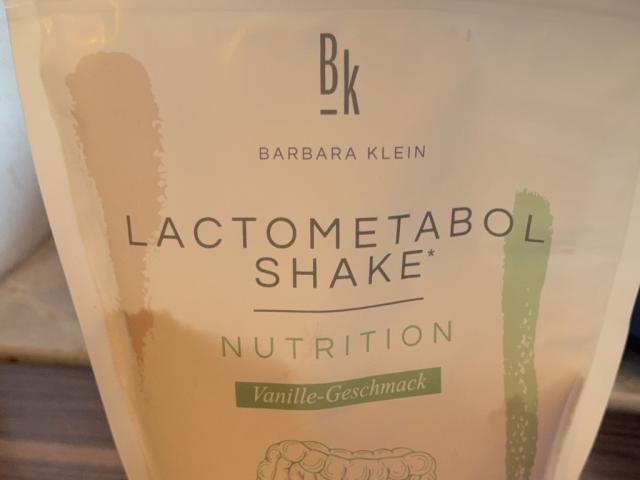 Bk
BARBARA KLEIN
LACTOMETABOL
SHAKE*
NUTRITION
Vanille-Geschmack